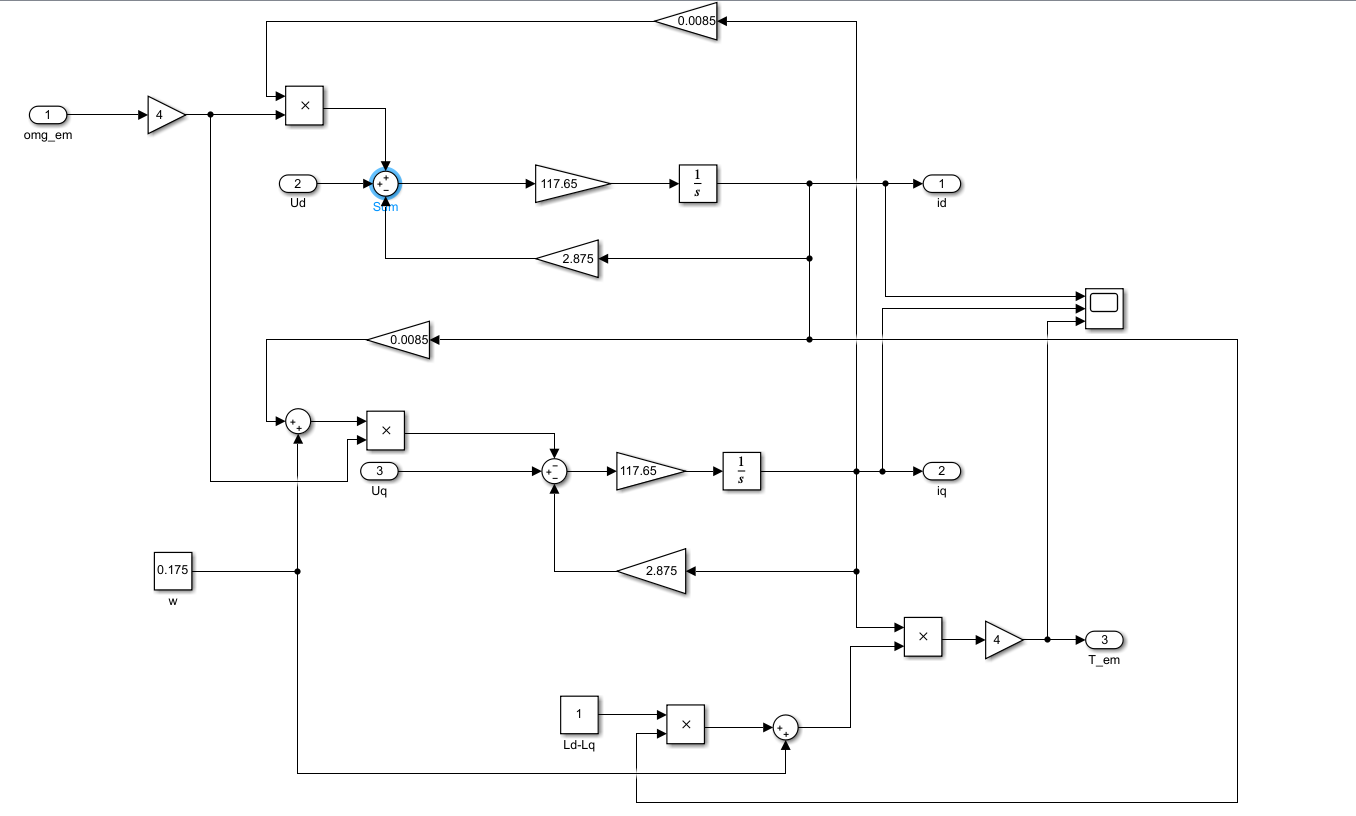 0.0085
×
1
4
omg_em
2
+
+
−
117.65
1
s
1
Ud
Sum
id
2.875
0.0085
+
+
×
3
−
+
−
117.65
1
s
2
Uq
iq
0.175
2.875
w
×
4
3
T_em
1
×
+
+
Ld-Lq